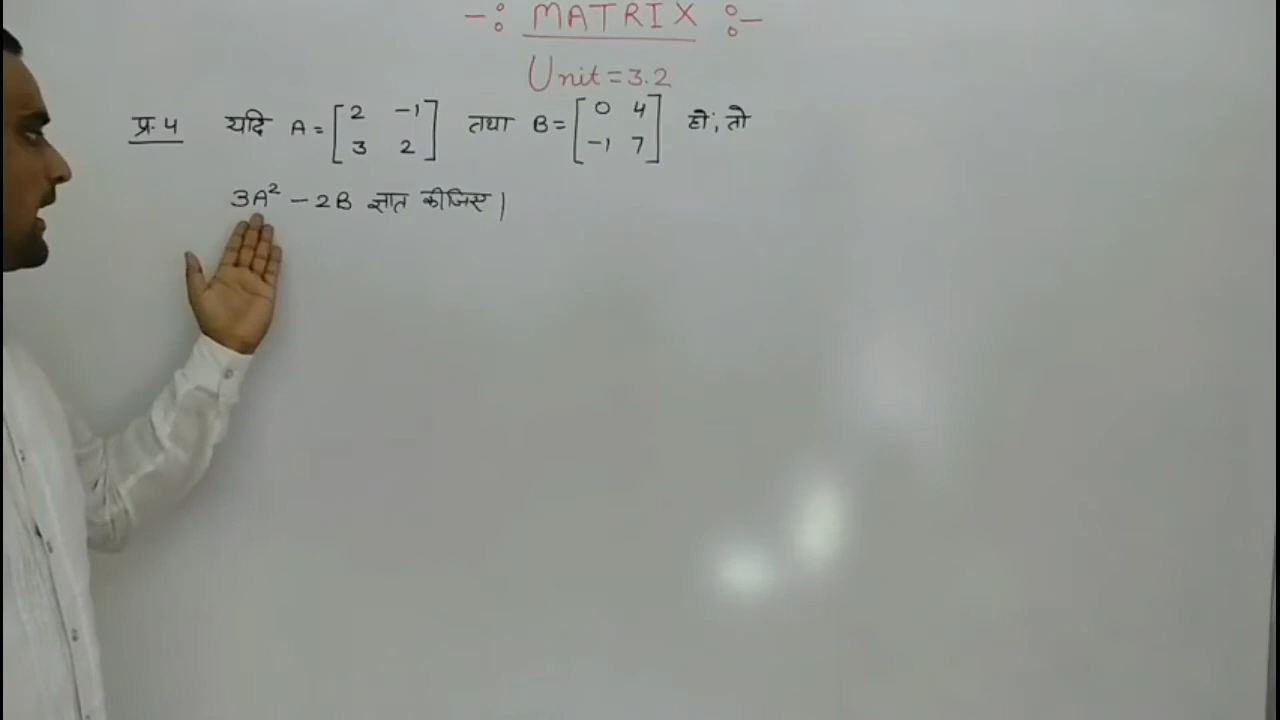 -: MATRIX :-
Unit = 3.2
प्र. 4 यदि A = [2 -1 3 2] तथा B = [0 4 -1 7] हो, तो
3A² - 2B ज्ञात कीजिए |